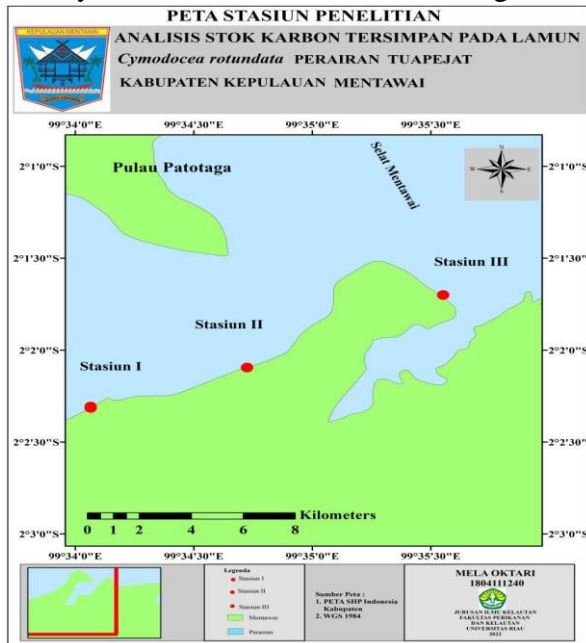 PETA STASIUN PENELITIAN
KEPULAUAN MENTAWAI
ANALISIS STOK KARBON TERSIMPAN PADA LAMUN
Cymodocea rotundata PERAIRAN TUAPEJAT
KABUPATEN KEPULAUAN MENTAWAI
99°34'0"E 99°34'30"E 99°35'0"E 99°35'30"E
2°1'0"S 2°1'0"S
Pulau Patotaga
Selat Mentawai
N
W E
S
2°1'30"S 2°1'30"S
Stasiun III
Stasiun II
2°2'0"S 2°2'0"S
Stasiun I
2°2'30"S 2°2'30"S
Kilometers
0 1 2 4 6 8
2°3'0"S 2°3'0"S
99°34'0"E 99°34'30"E 99°35'0"E 99°35'30"E
Legenda
Stasiun I
Stasiun II
Stasiun III
Mentawai
Perairan
Sumber Peta :
1. PETA SHP Indonesia
Kabupaten
2. WGS 1984
MELA OKTARI
1804111240
JURUSAN ILMU KELAUTAN
FAKULTAS PERIKANAN
DAN KELAUTAN
UNIVERSITAS RIAU
2022